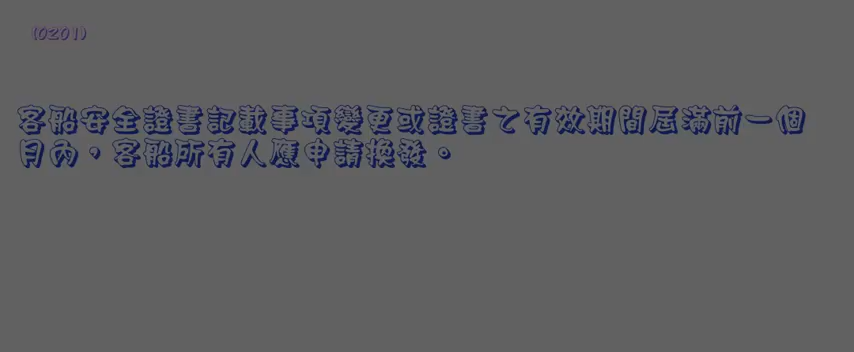 (0201)
客船安全證書記載事項變更或證書之有效期間屆滿前一個
月內，客船所有人應申請換發。